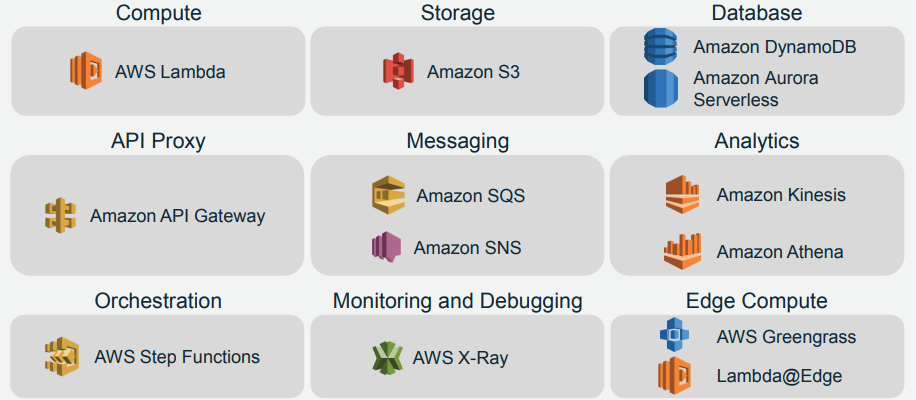 Compute
AWS Lambda
Storage
Amazon S3
Database
Amazon DynamoDB
Amazon Aurora
Serverless
API Proxy
Amazon API Gateway
Messaging
Amazon SQS
Amazon SNS
Analytics
Amazon Kinesis
Amazon Athena
Orchestration
AWS Step Functions
Monitoring and Debugging
AWS X-Ray
Edge Compute
AWS Greengrass
Lambda@Edge